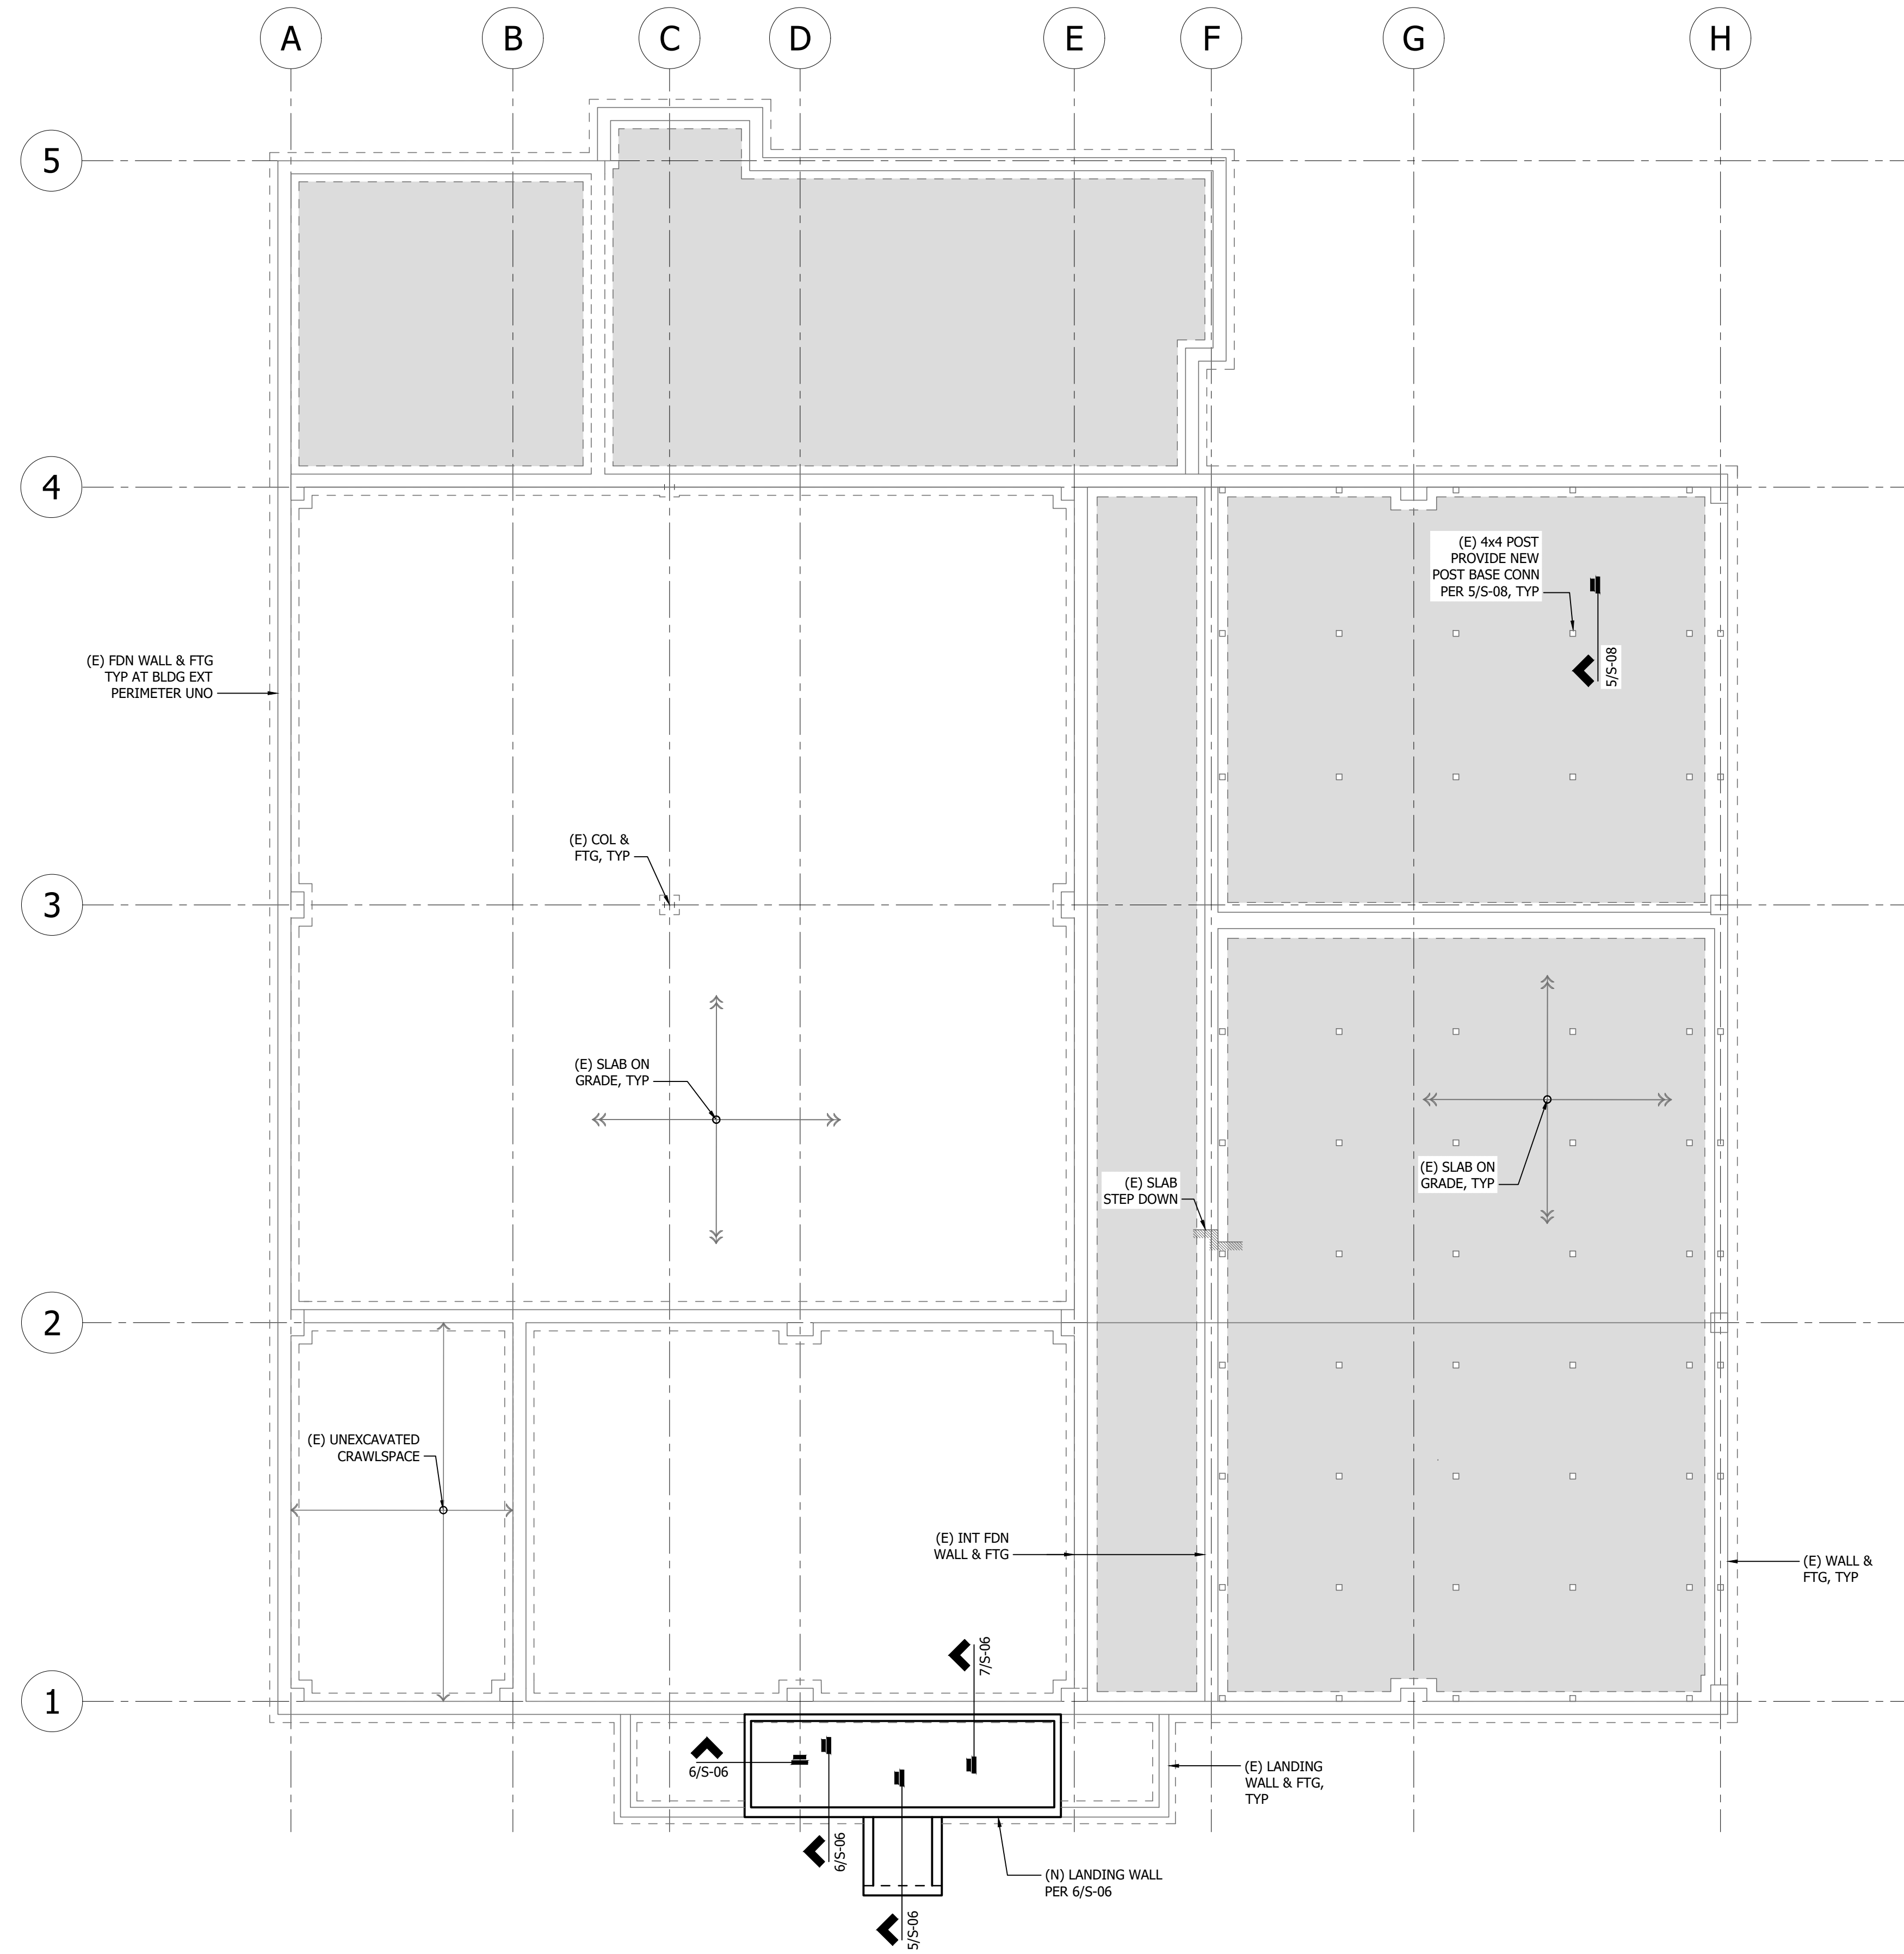 A
B
C
D
E
F
G
H
5
4
(E) 4x4 POST
PROVIDE NEW
POST BASE CONN
PER 5/S-08, TYP
5/S-08
(E) FDN WALL & FTG
TYP AT BLDG EXT
PERIMETER UNO
(E) COL &
FTG, TYP
3
(E) SLAB ON
GRADE, TYP
(E) SLAB ON
GRADE, TYP
(E) SLAB
STEP DOWN
2
(E) UNEXCAVATED
CRAWLSPACE
(E) INT FDN
WALL & FTG
(E) WALL &
FTG, TYP
7/S-06
1
6/S-06
(E) LANDING
WALL & FTG,
TYP
6/S-06
(N) LANDING WALL
PER 6/S-06
5/S-06